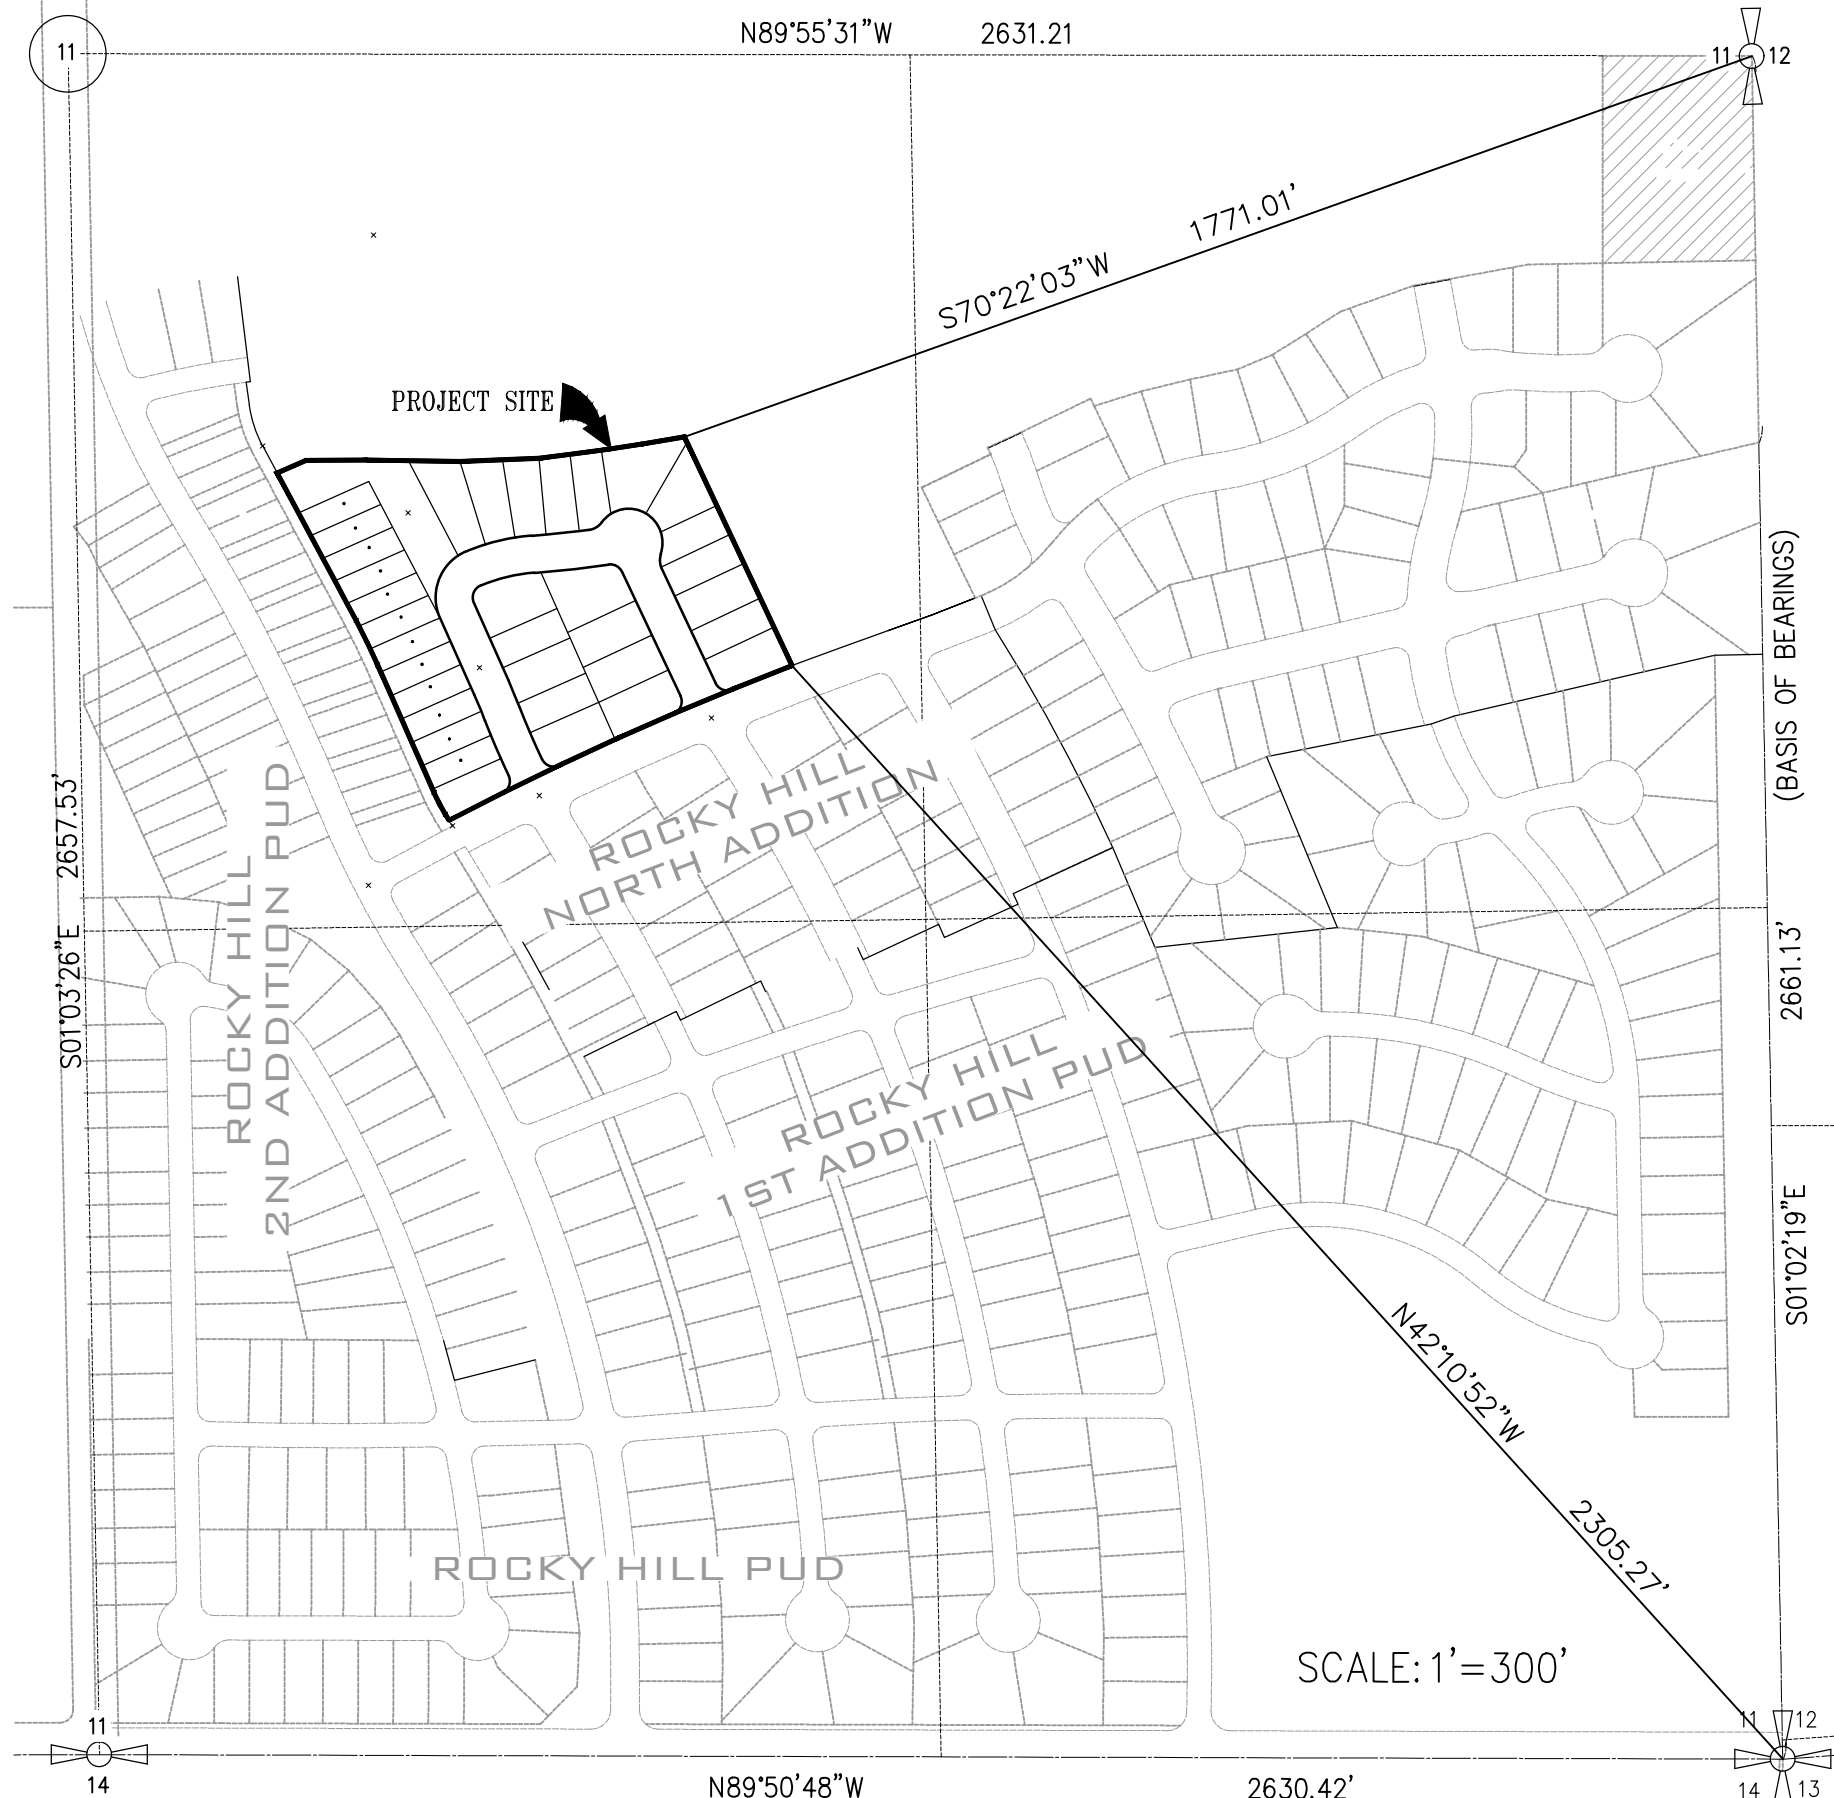 N89°55'31"W 2631.21
11
11 12
1771.01'
S70°22'03"W
PROJECT SITE
(BASIS OF BEARINGS)
2657.53'
S01°03'26"E
ROCKY HILL
2ND ADDITION PUD
ROCKY HILL
NORTH ADDITION
2661.13'
S01°02'19"E
ROCKY HILL
1ST ADDITION PUD
N42°10'52"W
2305.27'
ROCKY HILL PUD
SCALE: 1'=300'
11
14
11 12
14 13
N89°50'48"W 2630.42'